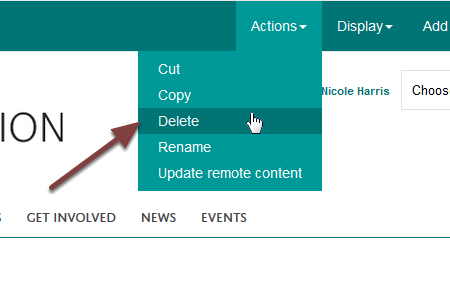 Actions Display Add
Cut
Copy
Delete
Rename
Update remote content
Nicole Harris
Choos
ION
GET INVOLVED NEWS EVENTS